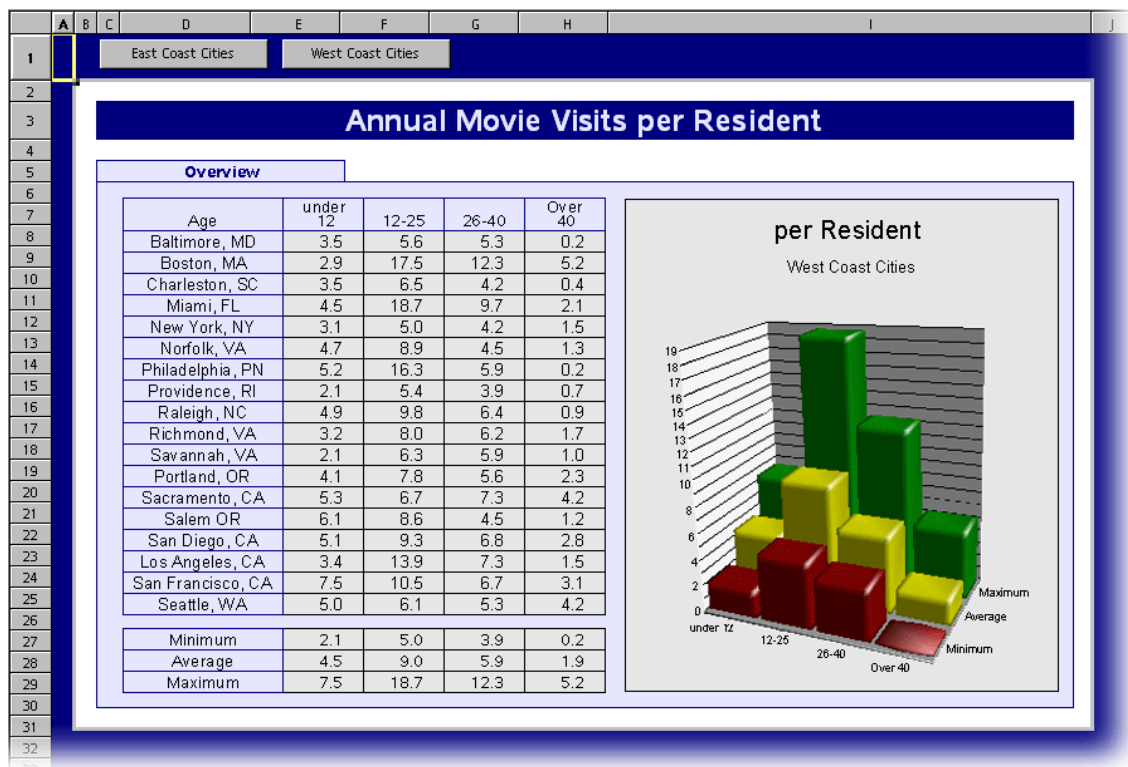 A B C D E F G H I J
1 East Coast Cities West Coast Cities
2
3 Annual Movie Visits per Resident
4
5 Overview
6
7 Age under 12 12-25 26-40 Over 40
8 Baltimore, MD 3.5 5.6 5.3 0.2
9 Boston, MA 2.9 17.5 12.3 5.2
10 Charleston, SC 3.5 6.5 4.2 0.4
11 Miami, FL 4.5 18.7 9.7 2.1
12 New York, NY 3.1 5.0 4.2 1.5
13 Norfolk, VA 4.7 8.9 4.5 1.3
14 Philadelphia, PN 5.2 16.3 5.9 0.2
15 Providence, RI 2.1 5.4 3.9 0.7
16 Raleigh, NC 4.9 9.8 6.4 0.9
17 Richmond, VA 3.2 8.0 6.2 1.7
18 Savannah, VA 2.1 6.3 5.9 1.0
19 Portland, OR 4.1 7.8 5.6 2.3
20 Sacramento, CA 5.3 6.7 7.3 4.2
21 Salem OR 6.1 8.6 4.5 1.2
22 San Diego, CA 5.1 9.3 6.8 2.8
23 Los Angeles, CA 3.4 13.9 7.3 1.5
24 San Francisco, CA 7.5 10.5 6.7 3.1
25 Seattle, WA 5.0 6.1 5.3 4.2
26
27 Minimum 2.1 5.0 3.9 0.2
28 Average 4.5 9.0 5.9 1.9
29 Maximum 7.5 18.7 12.3 5.2
30
31
32
per Resident
West Coast Cities
19
18
17
16
15
14
13
12
11
10
8
6
4
2
0
under 12
12-25
26-40
Over 40
Maximum
Average
Minimum